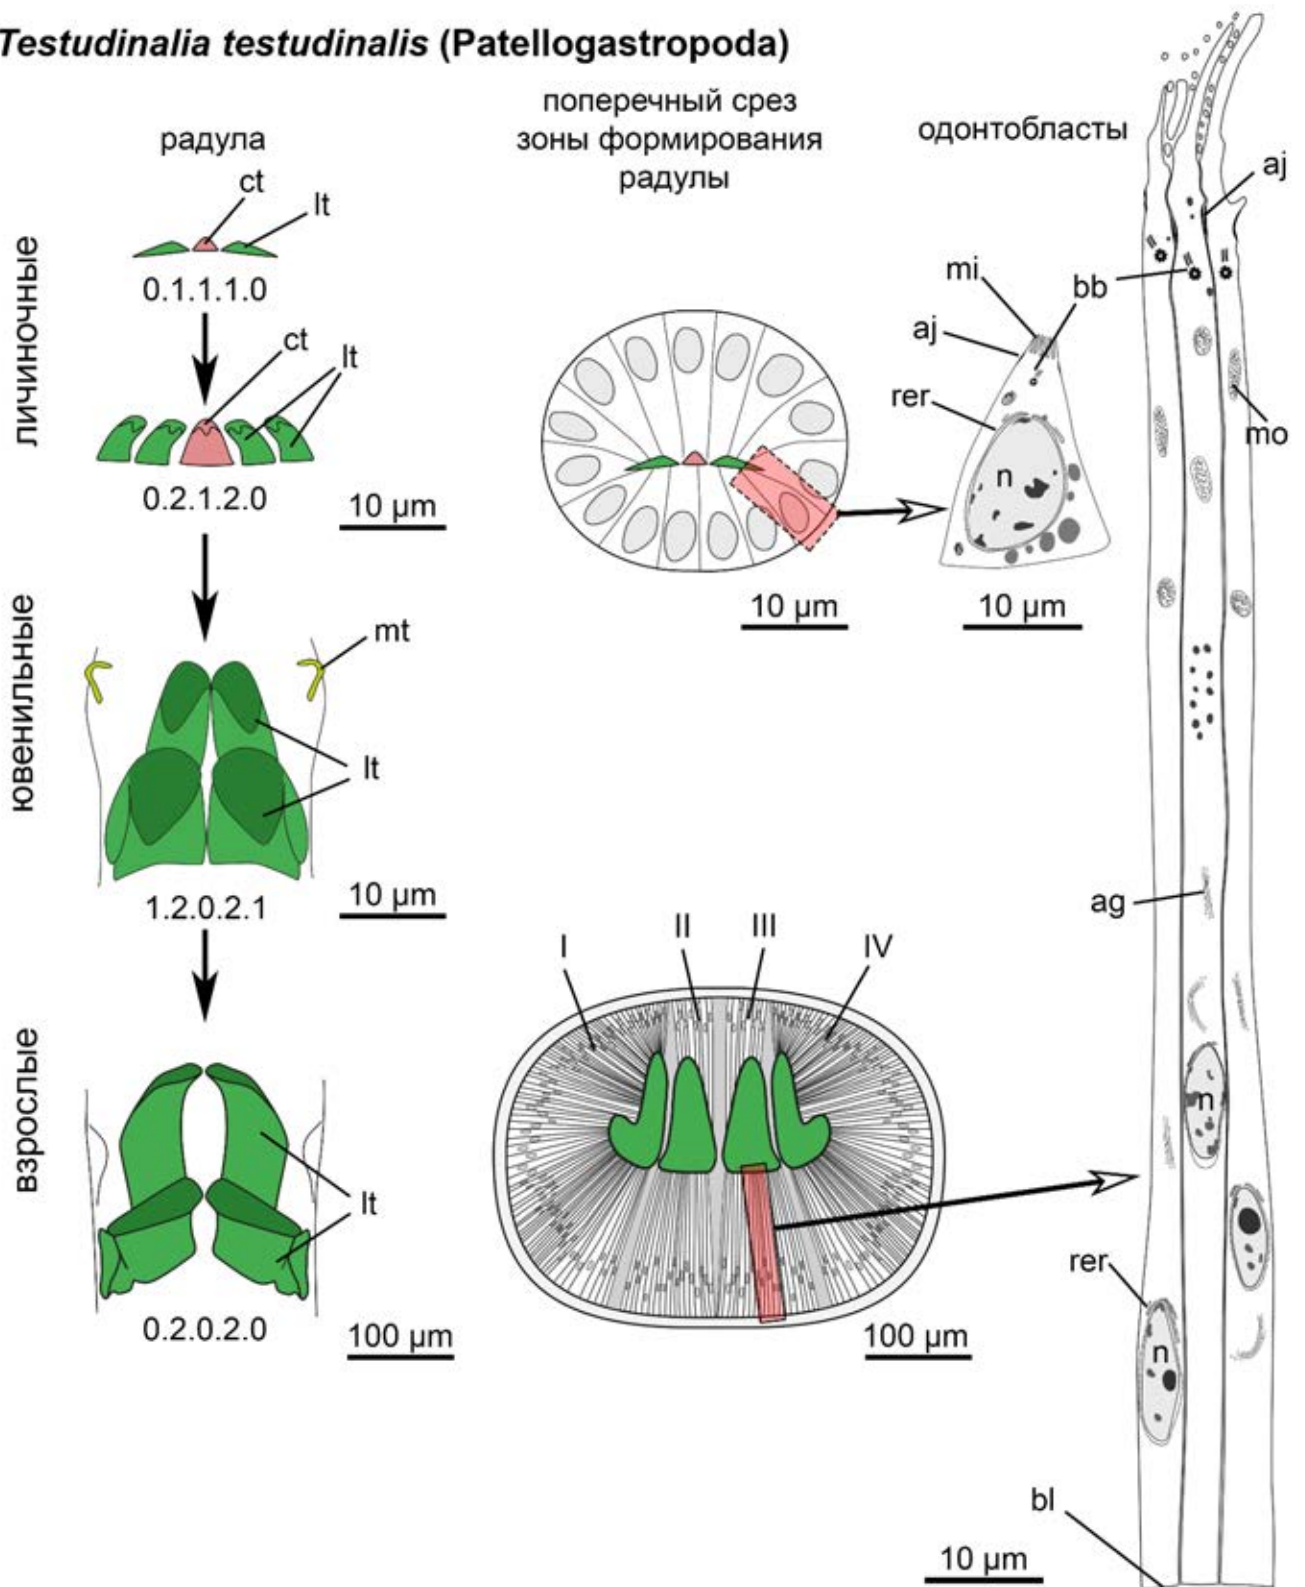 Testudinalia testudinalis (Patellogastropoda)
поперечный срез
зоны формирования
радулы
радула
одонтобласты
личиночные
ct
lt
0.1.1.1.0
ct
lt
0.2.1.2.0
10 µm
mi
aj
bb
rer
n
10 µm
10 µm
aj
mo
ювенильные
mt
lt
1.2.0.2.1
10 µm
взрослые
lt
0.2.0.2.0
100 µm
I
II
III
IV
100 µm
ag
n
rer
n
bl
10 µm